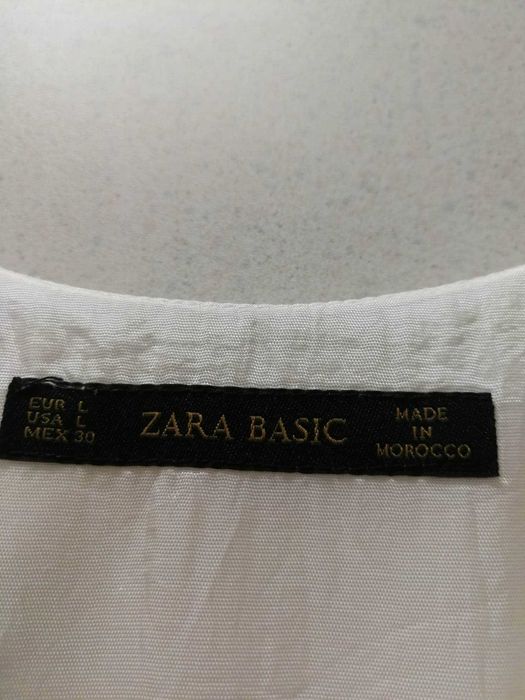 EUR L
USA L
MEX 30
ZARA BASIC
MADE
IN
MOROCCO